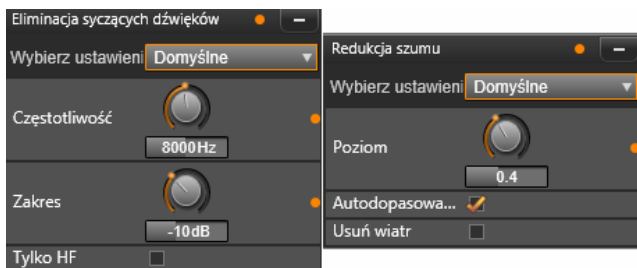 Eliminacja syczących dźwięków
Wybierz ustawieni Domyślne
Częstotliwość
8000Hz
Zakres
-10dB
Tylko HF
Redukcja szumu
Wybierz ustawieni Domyślne
Poziom
0.4
Autodopasowa...
Usuń wiatr